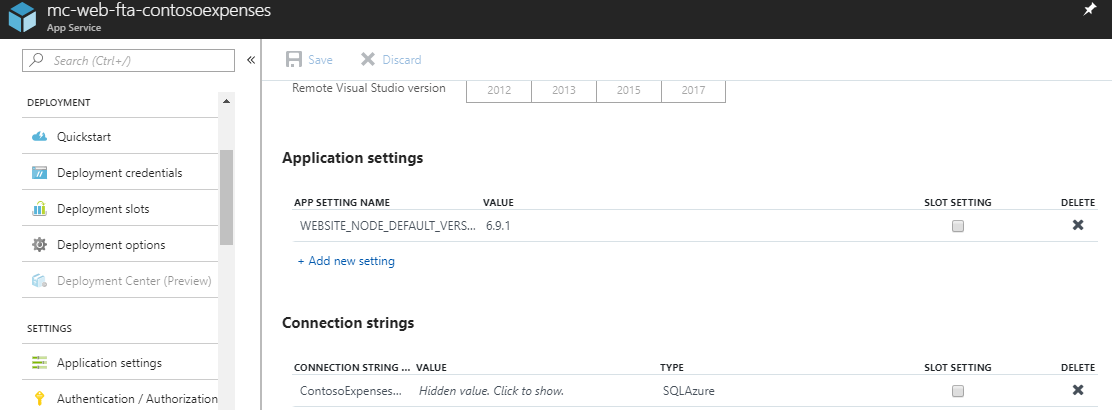 mc-web-fta-contosoexpenses
App Service
Search (Ctrl+/)
«
DEPLOYMENT
Quickstart
Deployment credentials
Deployment slots
Deployment options
Deployment Center (Preview)
SETTINGS
Application settings
Authentication / Authorization
Save Discard
Remote Visual Studio version 2012 2013 2015 2017
Application settings
APP SETTING NAME VALUE SLOT SETTING DELETE
WEBSITE_NODE_DEFAULT_VERS... 6.9.1
+ Add new setting
Connection strings
CONNECTION STRING ... VALUE TYPE SLOT SETTING DELETE
ContosoExpenses... Hidden value. Click to show. SQLAzure